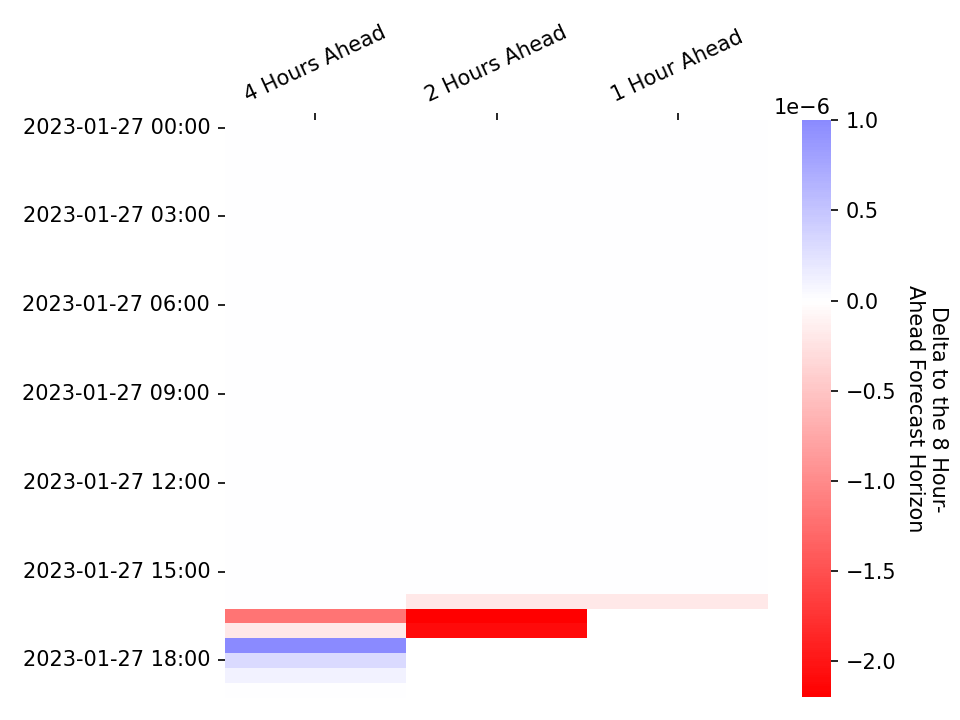 4 Hours Ahead
2 Hours Ahead
1 Hour Ahead
1e−6
2023-01-27 00:00
2023-01-27 03:00
2023-01-27 06:00
2023-01-27 09:00
2023-01-27 12:00
2023-01-27 15:00
2023-01-27 18:00
1.0
0.5
0.0
−0.5
−1.0
−1.5
−2.0
Delta to the 8 Hour-
Ahead Forecast Horizon